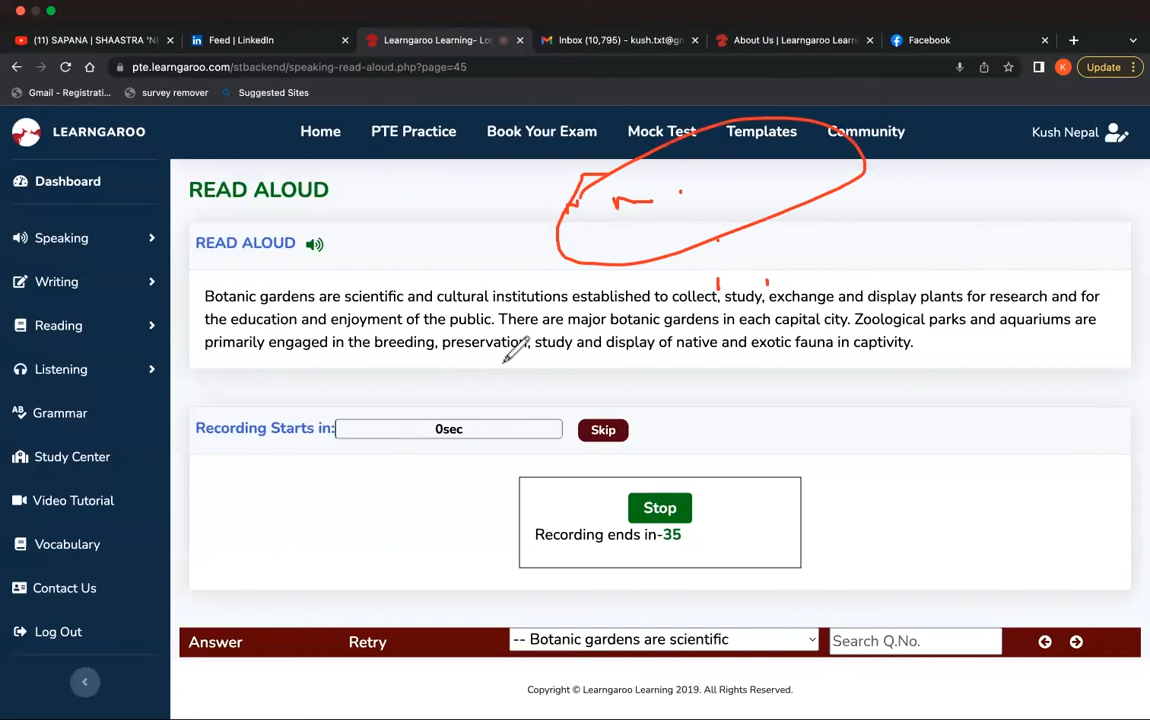 (11) SAPANA | SHAASTRA 'NE
Feed | LinkedIn
Learngaroo Learning- Log
Inbox (10,795) - kush.txt@gm
About Us | Learngaroo Learni
Facebook
pte.learngaroo.com/stbackend/speaking-read-aloud.php?page=45
K
Update
Gmail - Registrati...
survey remover
Suggested Sites
LEARNGAROO
Home
PTE Practice
Book Your Exam
Mock Test
Templates
Community
Kush Nepal
Dashboard
Speaking
Writing
Reading
Listening
Grammar
Study Center
Video Tutorial
Vocabulary
Contact Us
Log Out
READ ALOUD
READ ALOUD
Botanic gardens are scientific and cultural institutions established to collect, study, exchange and display plants for research and for
the education and enjoyment of the public. There are major botanic gardens in each capital city. Zoological parks and aquariums are
primarily engaged in the breeding, preservation, study and display of native and exotic fauna in captivity.
Recording Starts in:
0sec
Skip
Stop
Recording ends in-35
Answer
Retry
-- Botanic gardens are scientific
Search Q.No.
Copyright © Learngaroo Learning 2019. All Rights Reserved.